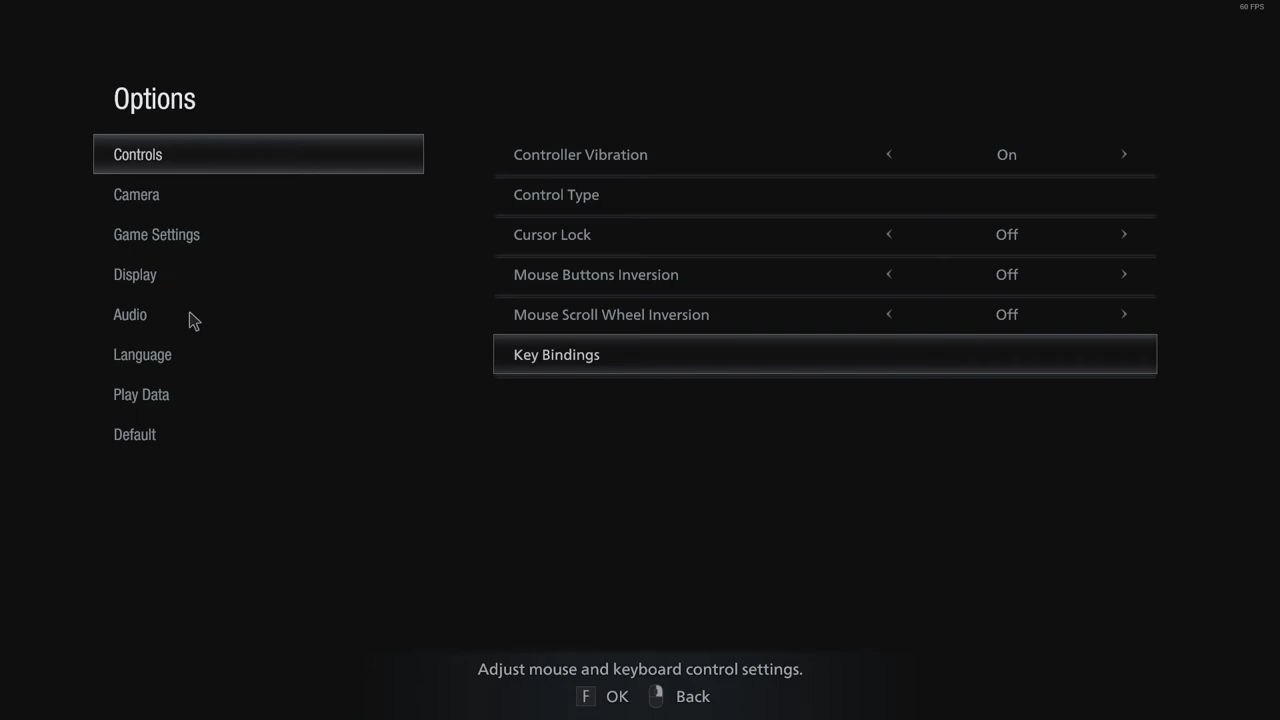 60 FPS
Options
Controls
Camera
Game Settings
Display
Audio
Language
Play Data
Default
Controller Vibration On
Control Type
Cursor Lock Off
Mouse Buttons Inversion Off
Mouse Scroll Wheel Inversion Off
Key Bindings
Adjust mouse and keyboard control settings.
F OK Back